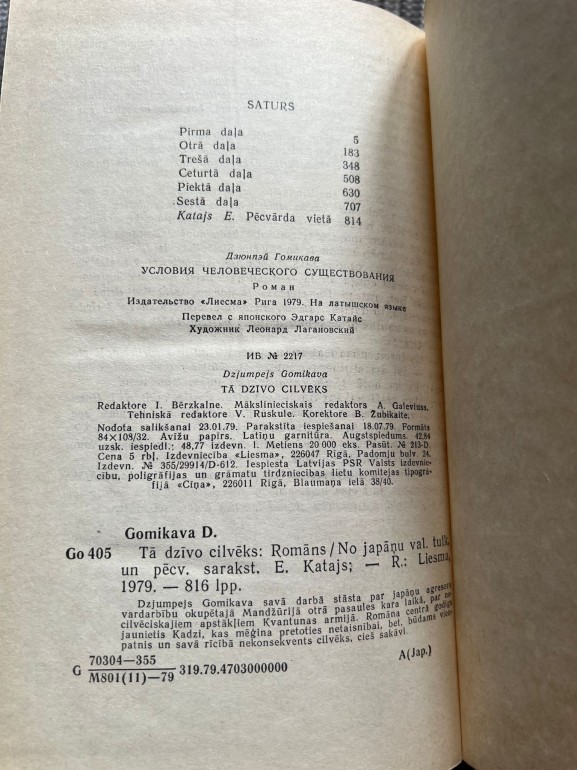 SATURS
Pirma daļa 5
Otrā daļa 183
Trešā daļa 348
Ceturtā daļa 508
Piektā daļa 630
Sestā daļa 707
Katajs E. Pēcvārda vietā 814
Дзюнпэй Гомикава
УСЛОВИЯ ЧЕЛОВЕЧЕСКОГО СУЩЕСТВОВАНИЯ
Роман
Издательство «Лиесма» Рига 1979. На латышском языке
Перевел с японского Эдгарс Катайс
Художник Леонард Лагановский
ИБ № 2217
Dzjumpejs Gomikava
TĀ DZĪVO CILVĒKS
Redaktore I. Bērzkalne. Mākslinieciskais redaktors A. Galeviuss.
Tehniskā redaktore V. Ruskule. Korektore B. Žubikaite.
Nodota salikšanai 23.01.79. Parakstīta iespiešanai 18.07.79. Formāts
84×108/32. Avīžu papīrs. Latiņu garnitūra. Augstspiedums. 42,84
uzsk. iespiedl.; 48,77 izdevn. l. Metiens 20 000 eks. Pasūt. № 213-D.
Cena 5 rbļ. Izdevniecība «Liesma», 226047 Rīgā, Padomju bulv. 24.
Izdevn. № 355/29914/D-612. Iespiesta Latvijas PSR Valsts izdevnie-
cību, poligrāfijas un grāmatu tirdzniecības lietu komitejas tipogrā-
fijā «Cīņa», 226011 Rīgā, Blaumaņa ielā 38/40.
Gomikava D.
Go 405 Tā dzīvo cilvēks: Romāns/No japāņu val. tulk.
un pēcv. sarakst. E. Katajs; — R.: Liesma,
1979. — 816 lpp.
Dzjumpejs Gomikava savā darbā stāsta par japāņu agresoru
vardarbību okupētajā Mandžūrijā otrā pasaules kara laikā, par
cilvēciskajiem apstākļiem Kvantunas armijā. Romāna centrā godīgs
jaunietis Kadzi, kas mēģina pretoties netaisnībai, bet, būdams
patnis un savā rīcībā nekonsekvents cilvēks, cieš sakāvi.
G 70304—355
M801(11)—79 319.79.4703000000 A(Jap.)